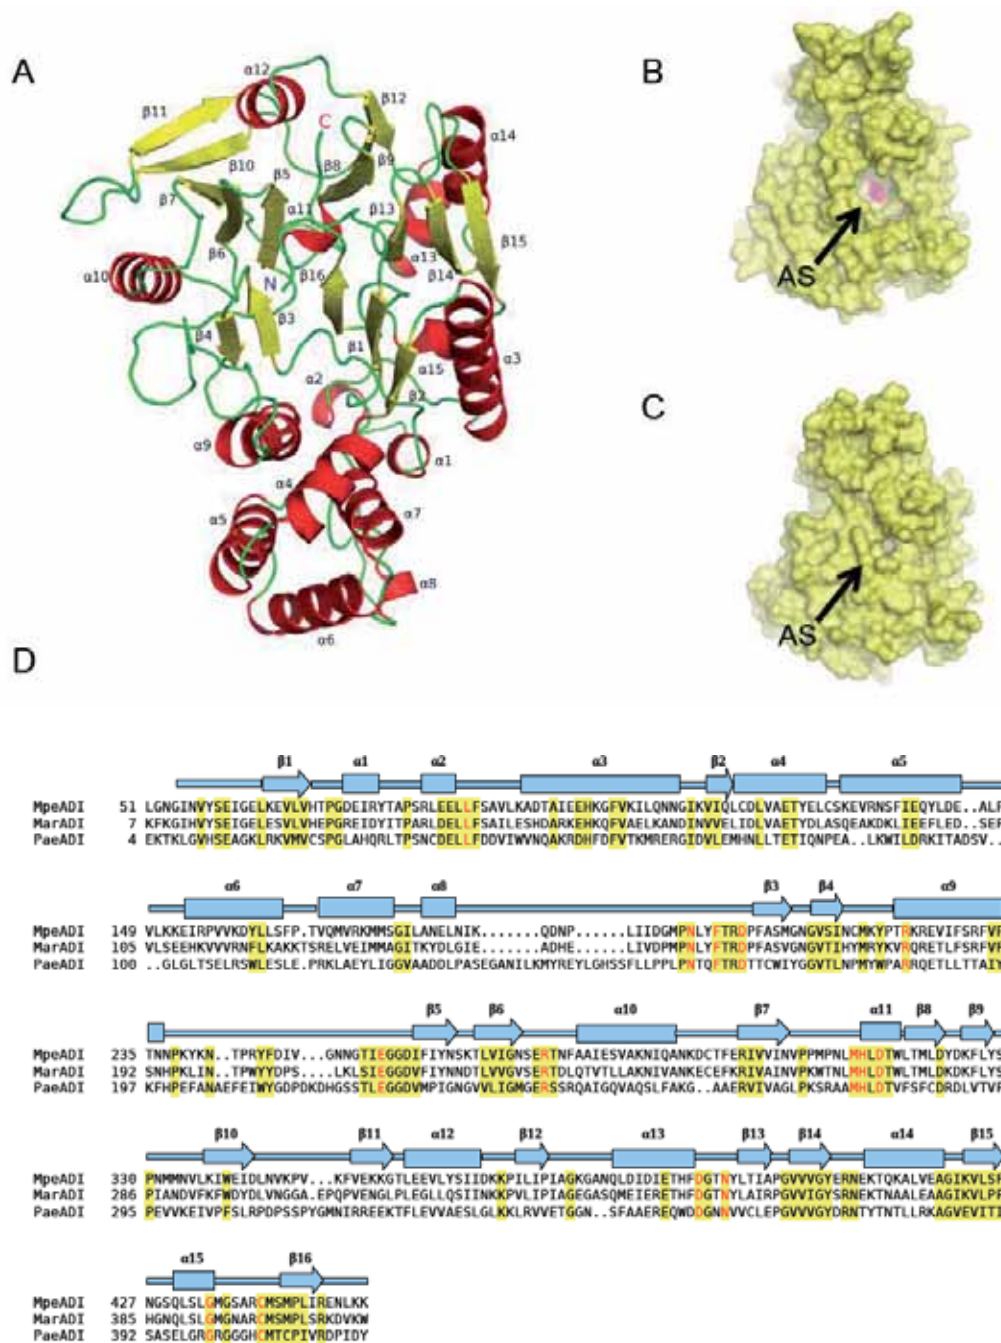 A
α12
β11
β12
C
α14
β10
β8
β9
β5
β7
α11
β13
β15
β6
α13
α10
N
β16
β14
β4
β3
β1
α15
α3
α2
β2
α9
α1
α4
α5
α7
α8
α6
B
AS
C
AS
D
β1 α1 α2 α3 β2 α4 α5
MpeADI 51 LGNGINVYSEIGELKEVLVHTPGDEIRYTAPSRLEELLFSAVLKADTAIEEHKGFVKILQNNGIKVIQLCDLVAETYELCSKEVRNSFIEQYLDE..ALP
MarADI 7 KFKGIHVYSEIGELESVLVHEPGREIDYITPARLDELLFSAILESHDARKEHKQFVAELKANDINVVELIDLVAETYDLASQEAKDKLIEEFLED..SEP
PaeADI 4 EKTKLGVHSEAGKLRKVMVCSPGLAHQRLTPSNCDELLFDDVIWVNQAKRDHFDFVTKMRERGIDVLEMHNLLTETIQNPEA..LKWILDRKITADSV..
α6 α7 α8 β3 β4 α9
MpeADI 149 VLKKEIRPVVKDYLLSFP.TVQMVRKMMSGILANELNIK.......QDNP......LIIDGMPNLYFTRDPFASMGNGVSINCMKYPTRKREVIFSRFVF
MarADI 105 VLSEEHKVVVRNFLKAKKTSRELVEIMMAGITKYDLGIE.......ADHE......LIVDPMPNLYFTRDPFASVGNGVTIHYMRYKVRQRETLFSRFVF
PaeADI 100 .GLGLTSELRSWLESLE.PRKLAEYLIGGVAADDLPASEGANILKMYREYLGHSSFLLPPLPNTQFTRDTTCWIYGGVTLNPMYWPARRQETLLTTAIY
β5 β6 α10 β7 α11 β8 β9
MpeADI 235 TNNPKYKN..TPRYFDIV...GNNGTIEGGDIFIYNSKTLVIGNSERTNFAAIESVAKNIQANKDCTFERIVVINVPPMPNLMHLDTWLTMLDYDKFLYS
MarADI 192 SNHPKLIN..TPWYYDPS...LKLSIEGGDVFIYNNDTLVVGVSERTDLQTVTLLAKNIVANKECEFKRIVAINVPKWTNLMHLDTWLTMLDKDKFLYS
PaeADI 197 KFHPEFANAEFEIWYGDPDKDHGSSTLEGGDVMPIGNGVVLIGMGERSSRQAIGQVAQSLFAKG...AAERVIVAGLPKSRAAMHLDTVFSFCDRDLVTVF
β10 β11 α12 β12 α13 β13 β14 α14 β15
MpeADI 330 PNMMNVLKIWEIDLNVKPV...KFVEKKGTLEEVLYSIIDKKPILIPIAGKGANQLDIDIETHFDGTNYLTIAPGVVVGYERNEKTQKALVEAGIKVLSF
MarADI 286 PIANDVFKFWDYDLVNGGA.EPQPVENGLPLEGLLQSIINKKPVLIPIAGEGASQMEIERETHFDGTNYLAIRPGVVIGYSRNEKTNAALEAAGIKVLPF
PaeADI 295 PEVVKEIVPFSLRPDPSSPYGMNIRREEKTFLEVVAESLGLKKLRVVETGGN..SFAAEREQWDDGNNVVCLEPGVVVGYDRNTYTNTLLRKAGVEVITI
α15 β16
MpeADI 427 NGSQLSLGMGSARCMSMPLIRENLKK
MarADI 385 HGNQLSLGMGNARCMSMPLSRKDVKW
PaeADI 392 SASELGRGRGGGHCMTCPIVRDPIDY